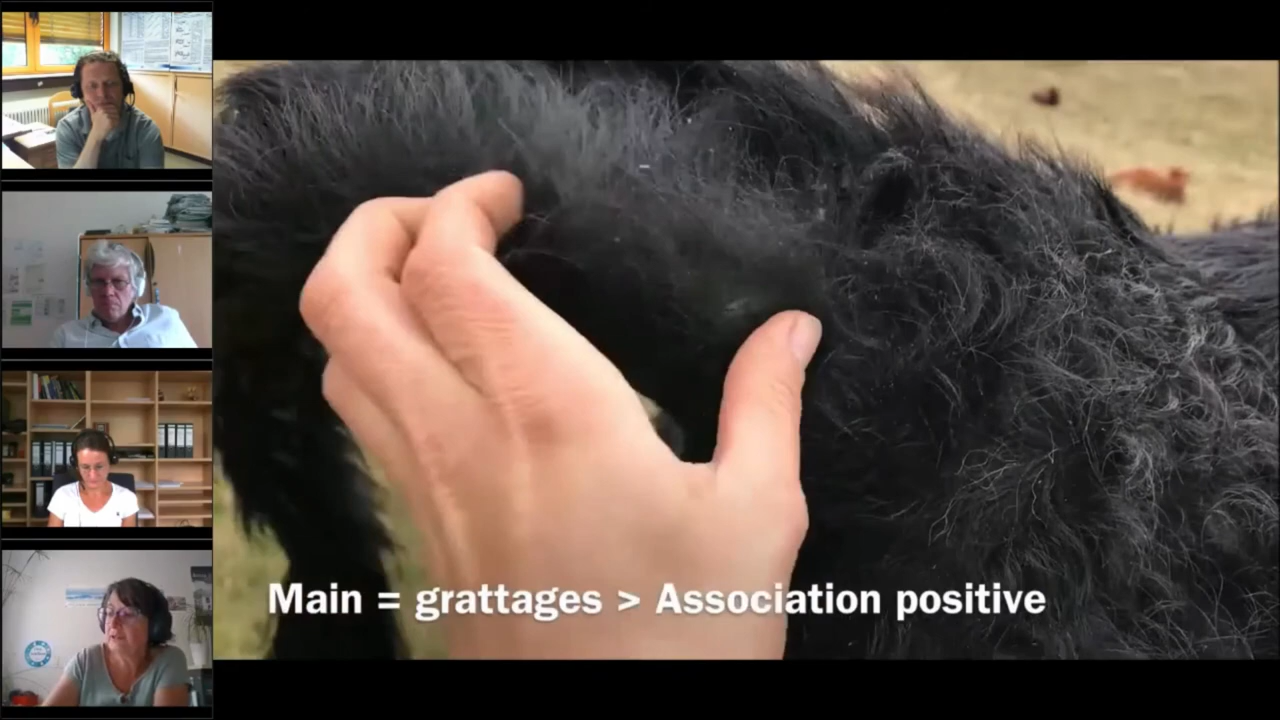 Main = grattages > Association positive